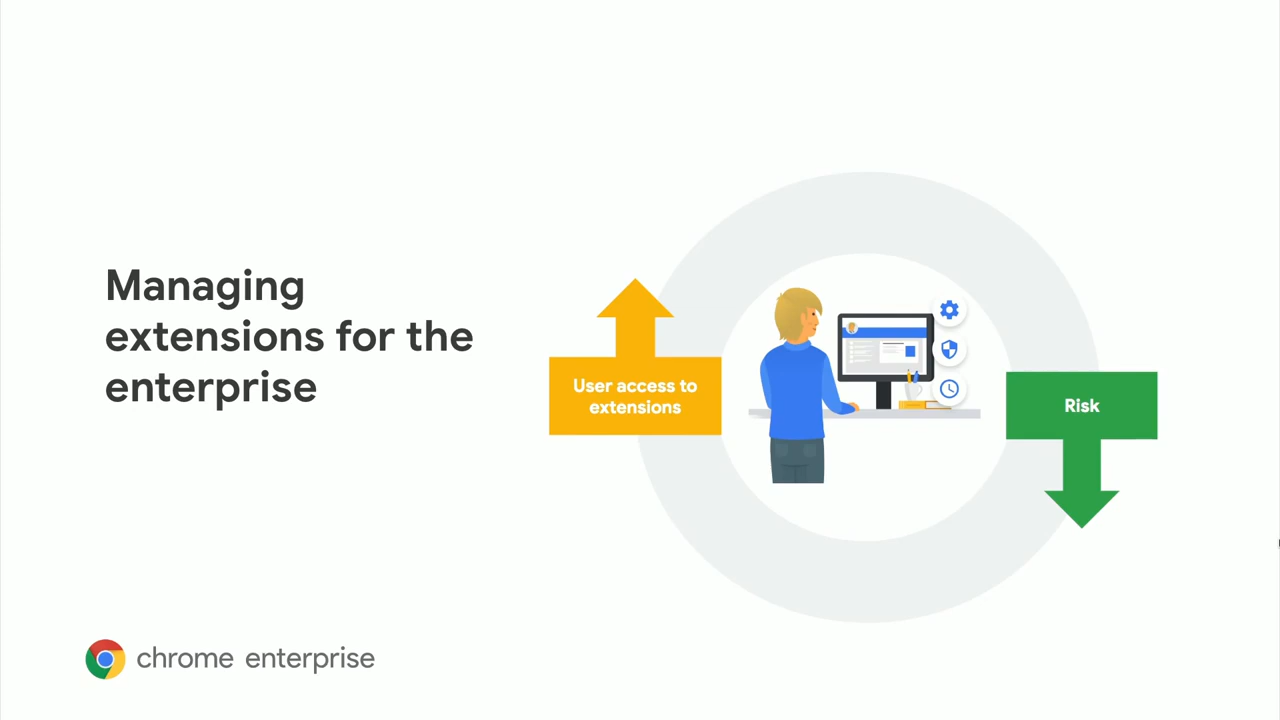 Managing
extensions for the
enterprise
User access to
extensions
Risk
chrome enterprise